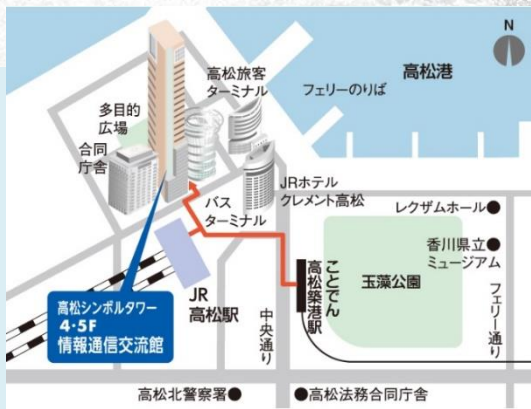 N
高松港
高松旅客
ターミナル
フェリーのりば
多目的
広場
合同
庁舎
JRホテル
クレメント高松
バス
ターミナル
レクザムホール
香川県立
ミュージアム
玉藻公園
ことでん
高松築港駅
JR
高松駅
中央通り
フェリー通り
高松シンボルタワー
4・5F
情報通信交流館
高松北警察署
高松法務合同庁舎